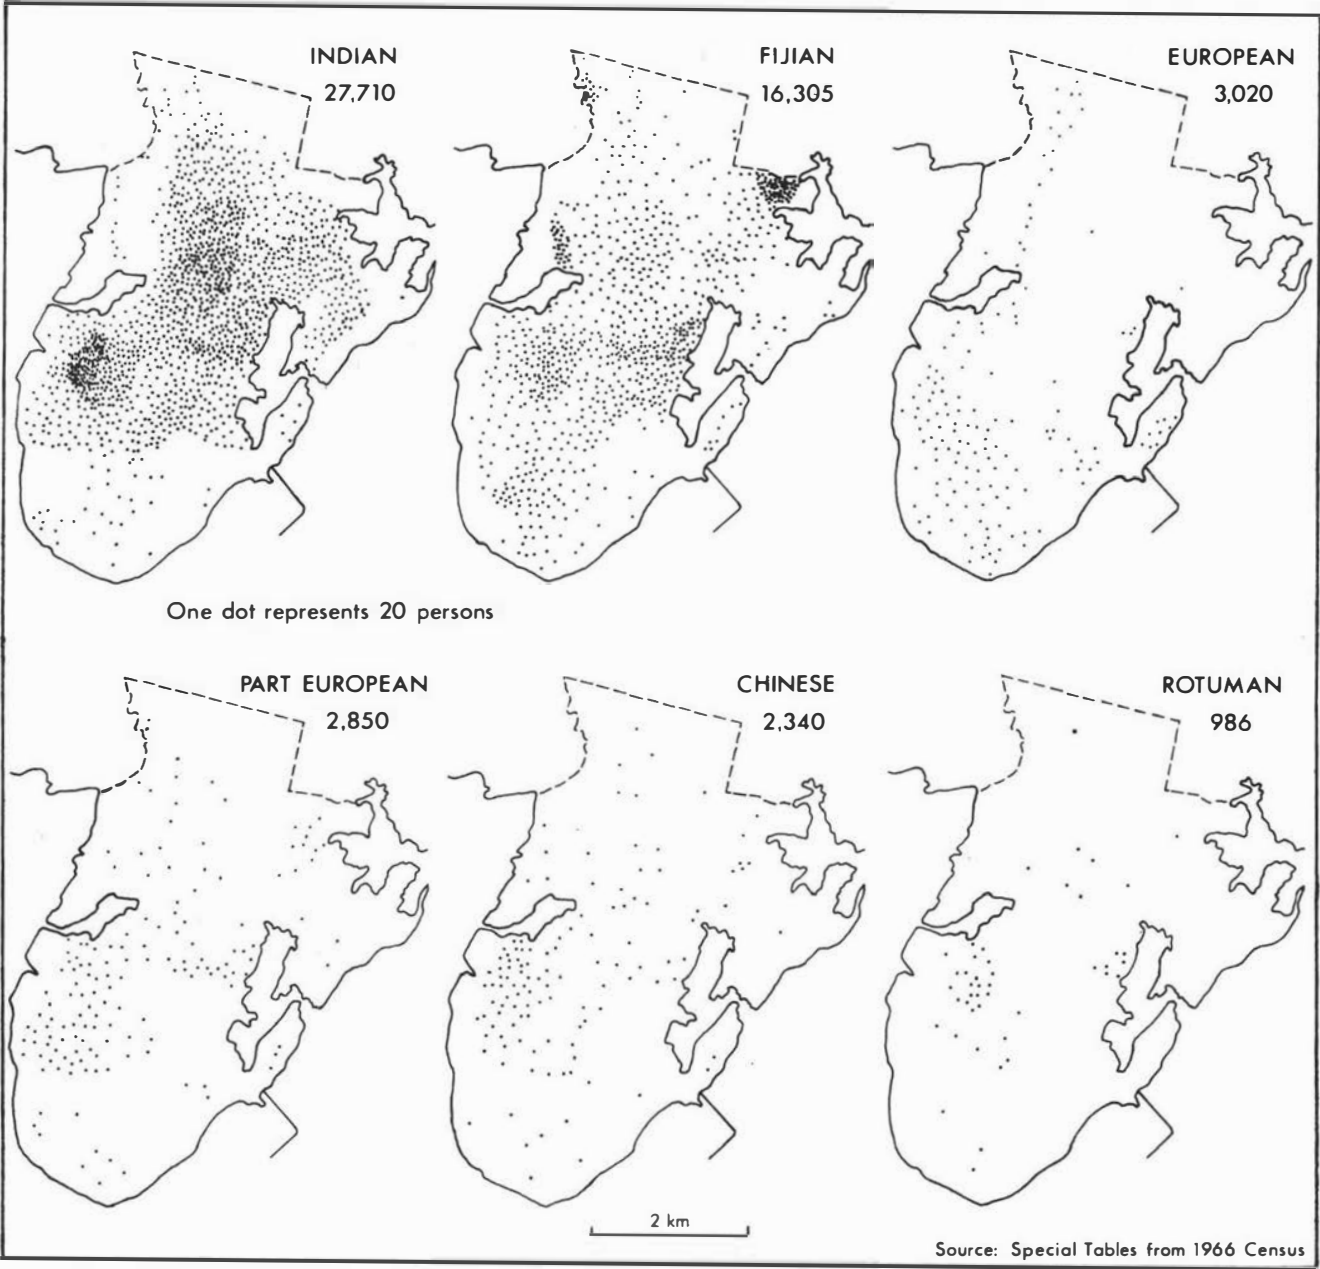 INDIAN
27,710
FIJIAN
16,305
EUROPEAN
3,020
One dot represents 20 persons
PART EUROPEAN
2,850
CHINESE
2,340
ROTUMAN
986
2 km
Source: Special Tables from 1966 Census